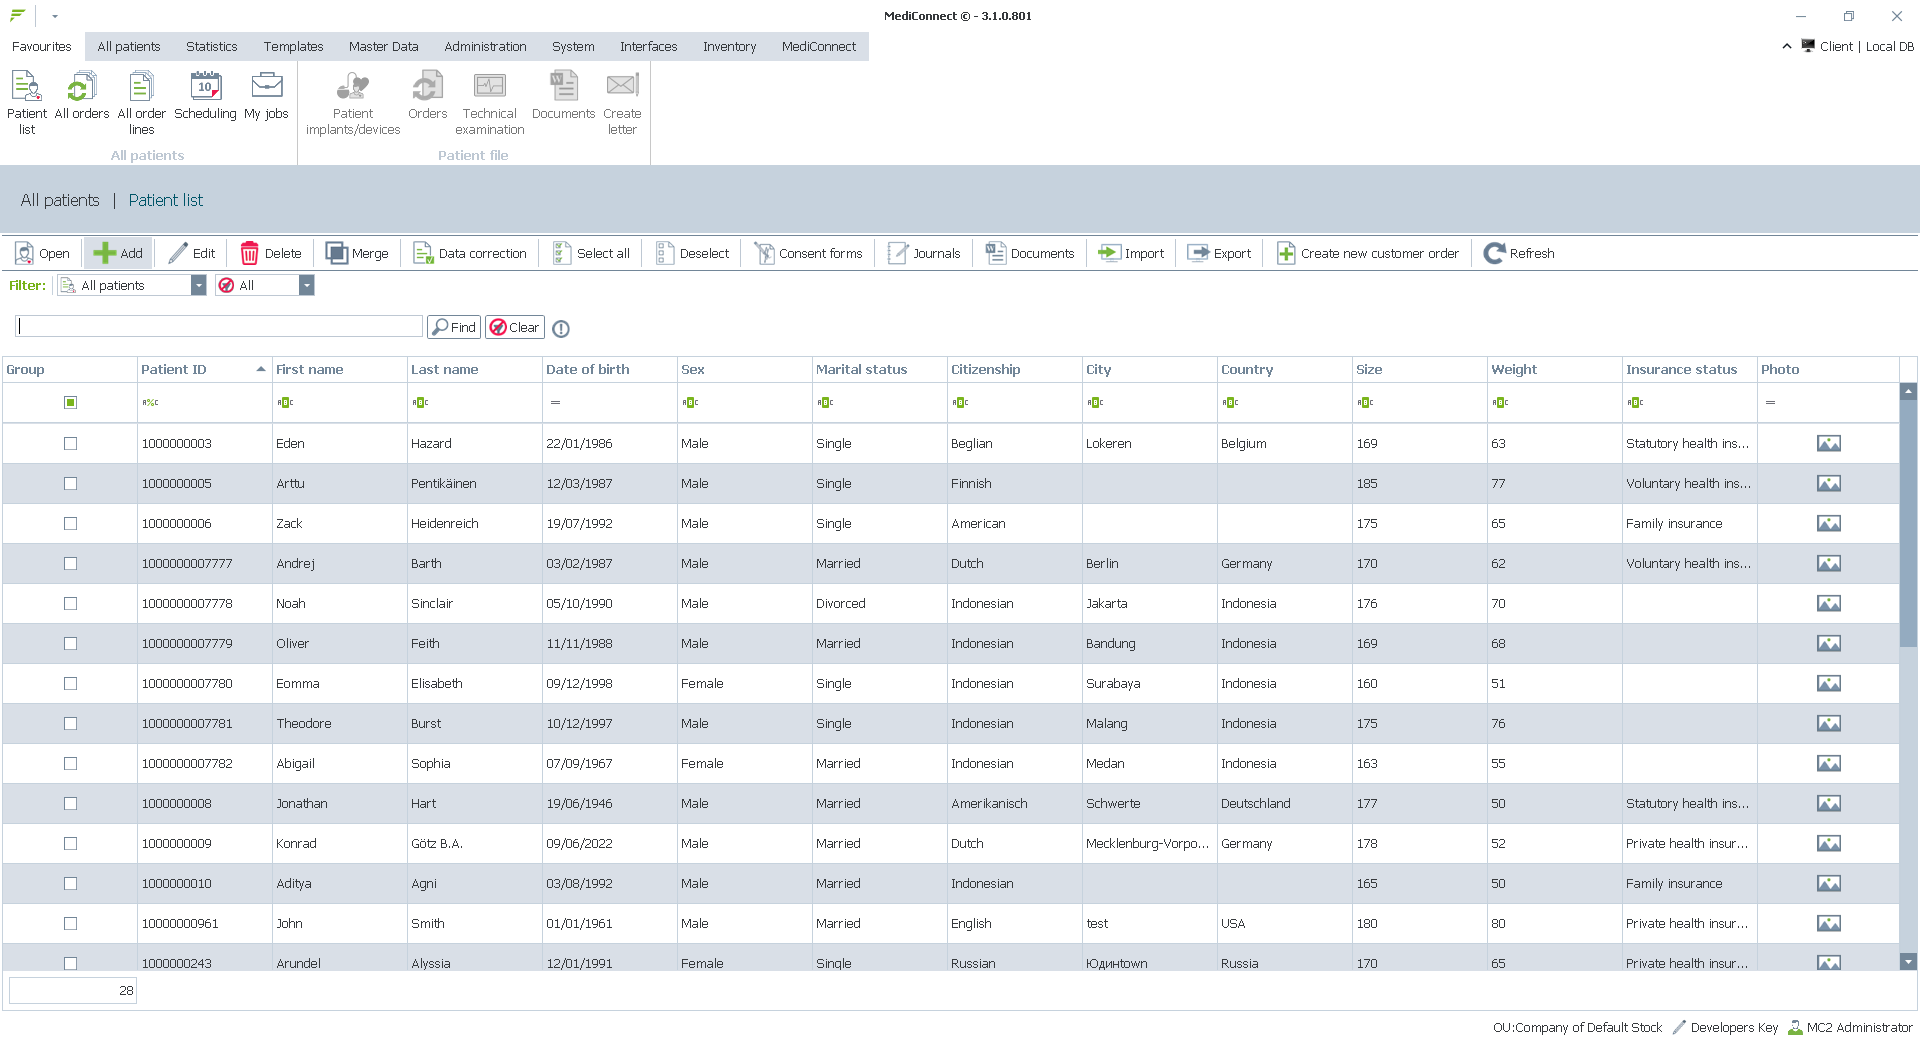 MediConnect © - 3.1.0.801
Favourites All patients Statistics Templates Master Data Administration System Interfaces Inventory MediConnect
Client | Local DB
Patient list All orders All order lines Scheduling My jobs Patient implants/devices Orders Technical examination Documents Create letter
All patients Patient file
All patients | Patient list
Open Add Edit Delete Merge Data correction Select all Deselect Consent forms Journals Documents Import Export Create new customer order Refresh
Filter: All patients All
Find Clear
Group Patient ID First name Last name Date of birth Sex Marital status Citizenship City Country Size Weight Insurance status Photo
1000000003 Eden Hazard 22/01/1986 Male Single Beglian Lokeren Belgium 169 63 Statutory health ins...
1000000005 Arttu Pentikäinen 12/03/1987 Male Single Finnish 185 77 Voluntary health ins...
1000000006 Zack Heidenreich 19/07/1992 Male Single American 175 65 Family insurance
1000000007777 Andrej Barth 03/02/1987 Male Married Dutch Berlin Germany 170 62 Voluntary health ins...
1000000007778 Noah Sinclair 05/10/1990 Male Divorced Indonesian Jakarta Indonesia 176 70
1000000007779 Oliver Feith 11/11/1988 Male Married Indonesian Bandung Indonesia 169 68
1000000007780 Eomma Elisabeth 09/12/1998 Female Single Indonesian Surabaya Indonesia 160 51
1000000007781 Theodore Burst 10/12/1997 Male Single Indonesian Malang Indonesia 175 76
1000000007782 Abigail Sophia 07/09/1967 Female Married Indonesian Medan Indonesia 163 55
1000000008 Jonathan Hart 19/06/1946 Male Married Amerikanisch Schwerte Deutschland 177 50 Statutory health ins...
1000000009 Konrad Götz B.A. 09/06/2022 Male Married Dutch Mecklenburg-Vorpo... Germany 178 52 Private health insur...
1000000010 Aditya Agni 03/08/1992 Male Married Indonesian 165 50 Family insurance
10000000961 John Smith 01/01/1961 Male Married English test USA 180 80 Private health insur...
1000000243 Arundel Alyssia 12/01/1991 Female Single Russian Юдинтоwn Russia 170 65 Private health insur...
28
OU:Company of Default Stock Developers Key MC2 Administrator